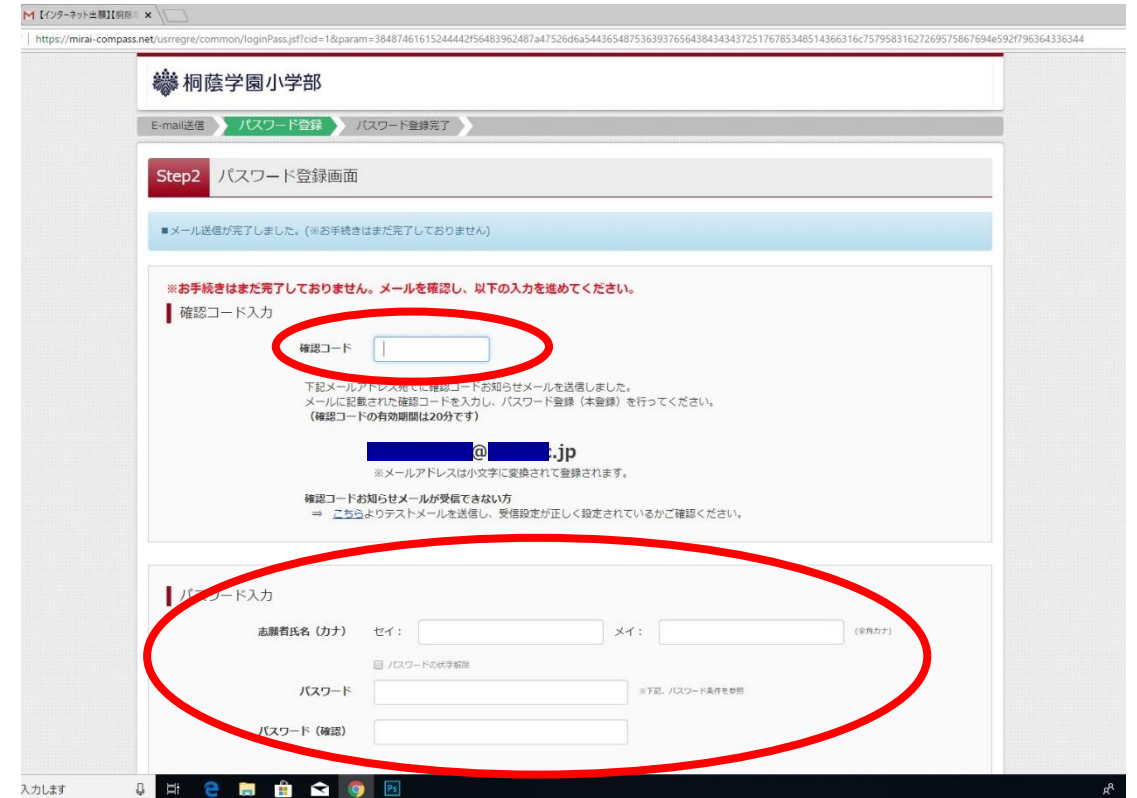 【インターネット出願】【桐蔭
https://mirai-compass.net/usrregre/common/loginPass.jsf?cid=1&param=
桐蔭学園小学部
E-mail送信 パスワード登録 パスワード登録完了
Step2 パスワード登録画面
■メール送信が完了しました。(※お手続きはまだ完了しておりません)
※お手続きはまだ完了しておりません。メールを確認し、以下の入力を進めてください。
確認コード入力
確認コード
下記メールアドレス宛てに確認コードお知らせメールを送信しました。
メールに記載された確認コードを入力し、パスワード登録（本登録）を行ってください。
(確認コードの有効期間は20分です)
@ .jp
※メールアドレスは小文字に変換されて登録されます。
確認コードお知らせメールが受信できない方
⇒ こちらよりテストメールを送信し、受信設定が正しく設定されているかご確認ください。
パスワード入力
志願者氏名（カナ） セイ： メイ： (全角カナ)
パスワードの伏字解除
パスワード ※下記、パスワード条件を参照
パスワード（確認）
入力します
Ps